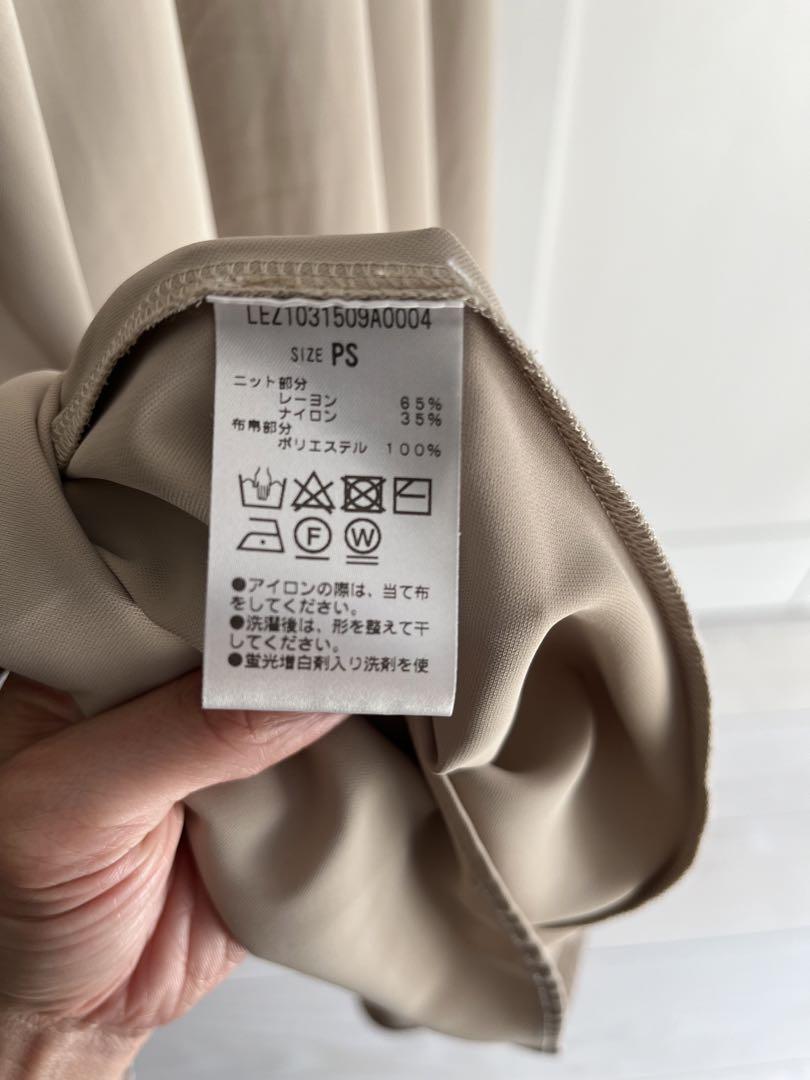 LEZ1031509A0004
SIZE PS
ニット部分
レーヨン 65%
ナイロン 35%
布帛部分
ポリエステル 100%
F W
●アイロンの際は、当て布
をしてください。
●洗濯後は、形を整えて干
してください。
●蛍光増白剤入り洗剤を使